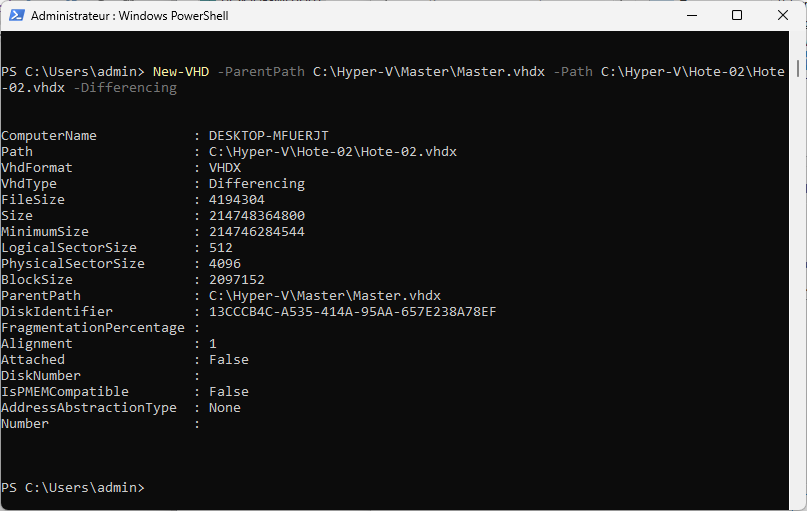 Administrateur : Windows PowerShell
PS C:\Users\admin> New-VHD -ParentPath C:\Hyper-V\Master\Master.vhdx -Path C:\Hyper-V\Hote-02\Hote
-02.vhdx -Differencing
ComputerName            : DESKTOP-MFUERJT
Path                    : C:\Hyper-V\Hote-02\Hote-02.vhdx
VhdFormat               : VHDX
VhdType                 : Differencing
FileSize                : 4194304
Size                    : 214748364800
MinimumSize             : 214746284544
LogicalSectorSize       : 512
PhysicalSectorSize      : 4096
BlockSize               : 2097152
ParentPath              : C:\Hyper-V\Master\Master.vhdx
DiskIdentifier          : 13CCCB4C-A535-414A-95AA-657E238A78EF
FragmentationPercentage :
Alignment               : 1
Attached                : False
DiskNumber              :
IsPMEMCompatible        : False
AddressAbstractionType  : None
Number                  :
PS C:\Users\admin>